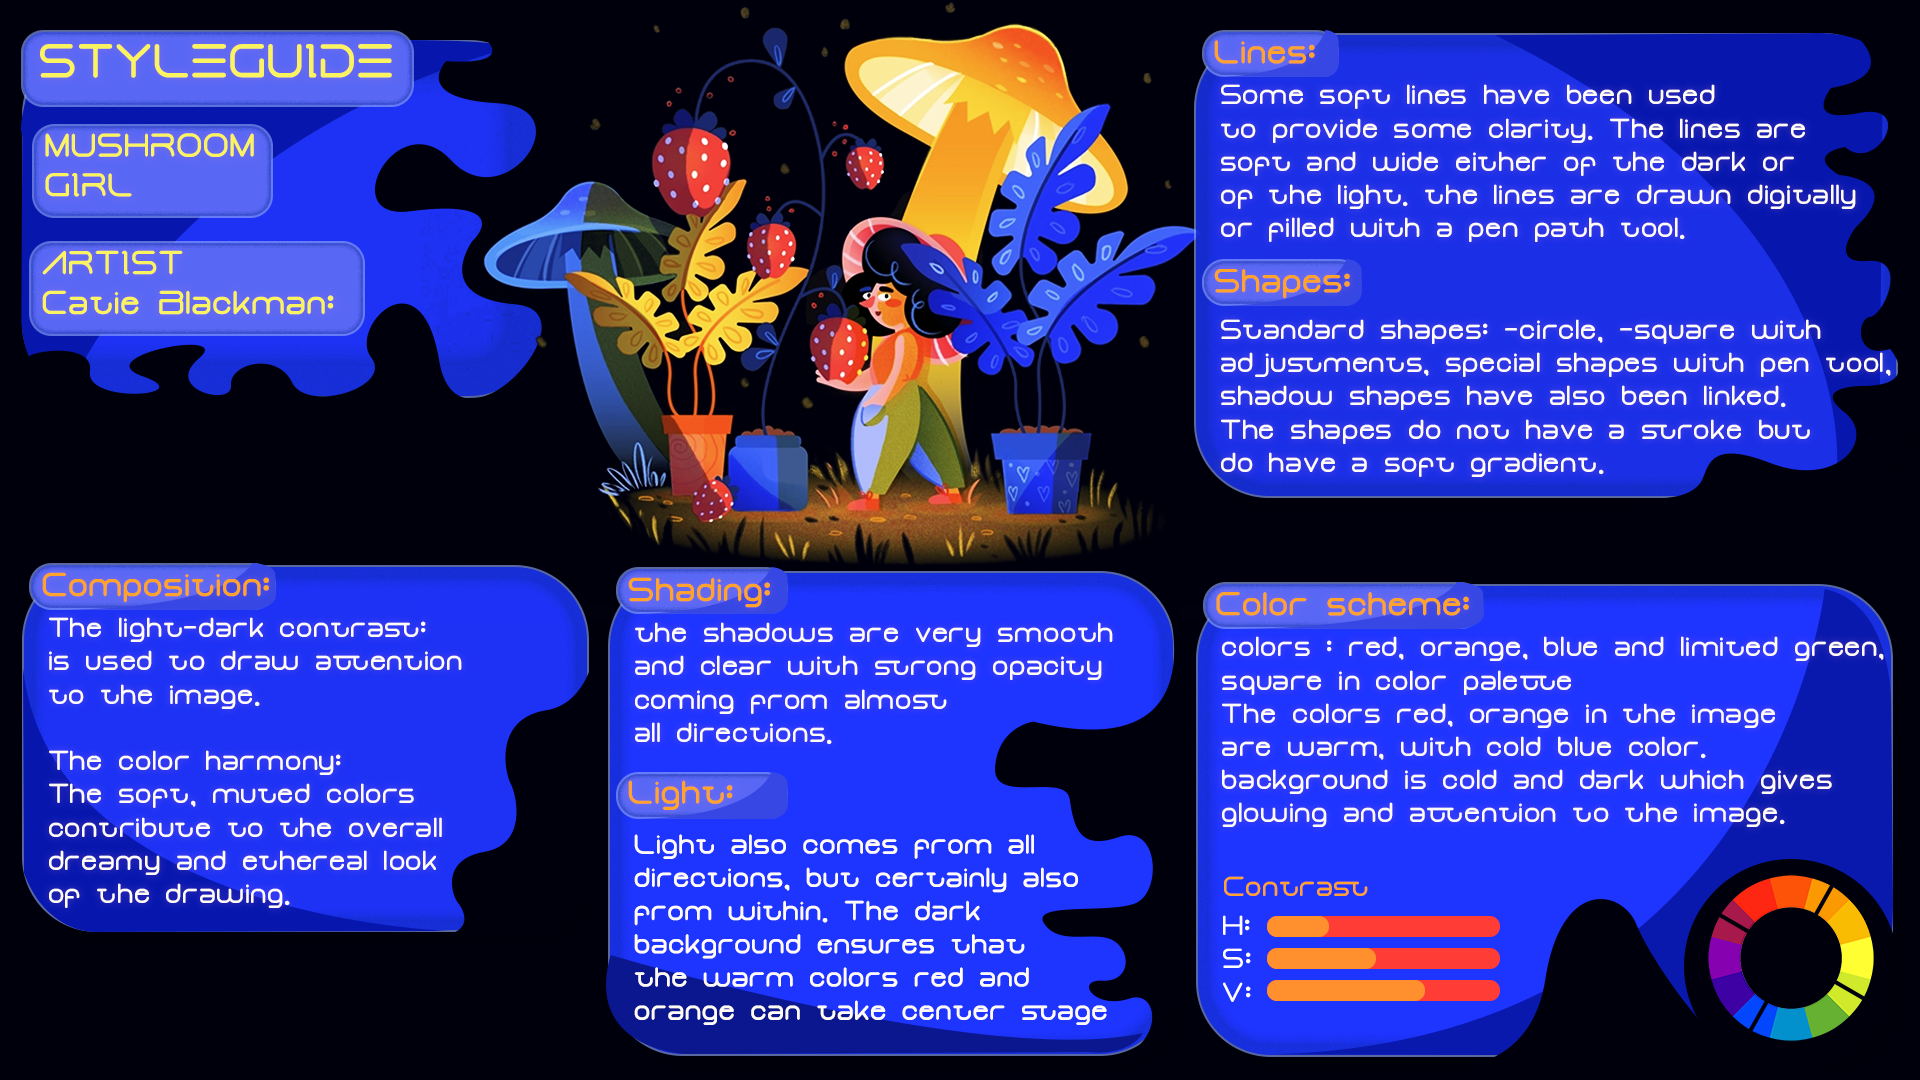 STYLEGUIDE
MUSHROOM
GIRL
ARTIST
Catie Blackman:
Lines:
Some soft lines have been used
to provide some clarity. The lines are
soft and wide either of the dark or
of the light. the lines are drawn digitally
or filled with a pen path tool.
Shapes:
Standard shapes: -circle, -square with
adjustments, special shapes with pen tool,
shadow shapes have also been linked.
The shapes do not have a stroke but
do have a soft gradient.
Composition:
The light-dark contrast:
is used to draw attention
to the image.
The color harmony:
The soft, muted colors
contribute to the overall
dreamy and ethereal look
of the drawing.
Shading:
the shadows are very smooth
and clear with strong opacity
coming from almost
all directions.
Light:
Light also comes from all
directions, but certainly also
from within. The dark
background ensures that
the warm colors red and
orange can take center stage
Color scheme:
colors : red, orange, blue and limited green,
square in color palette
The colors red, orange in the image
are warm, with cold blue color.
background is cold and dark which gives
glowing and attention to the image.
Contrast
H:
S:
V: